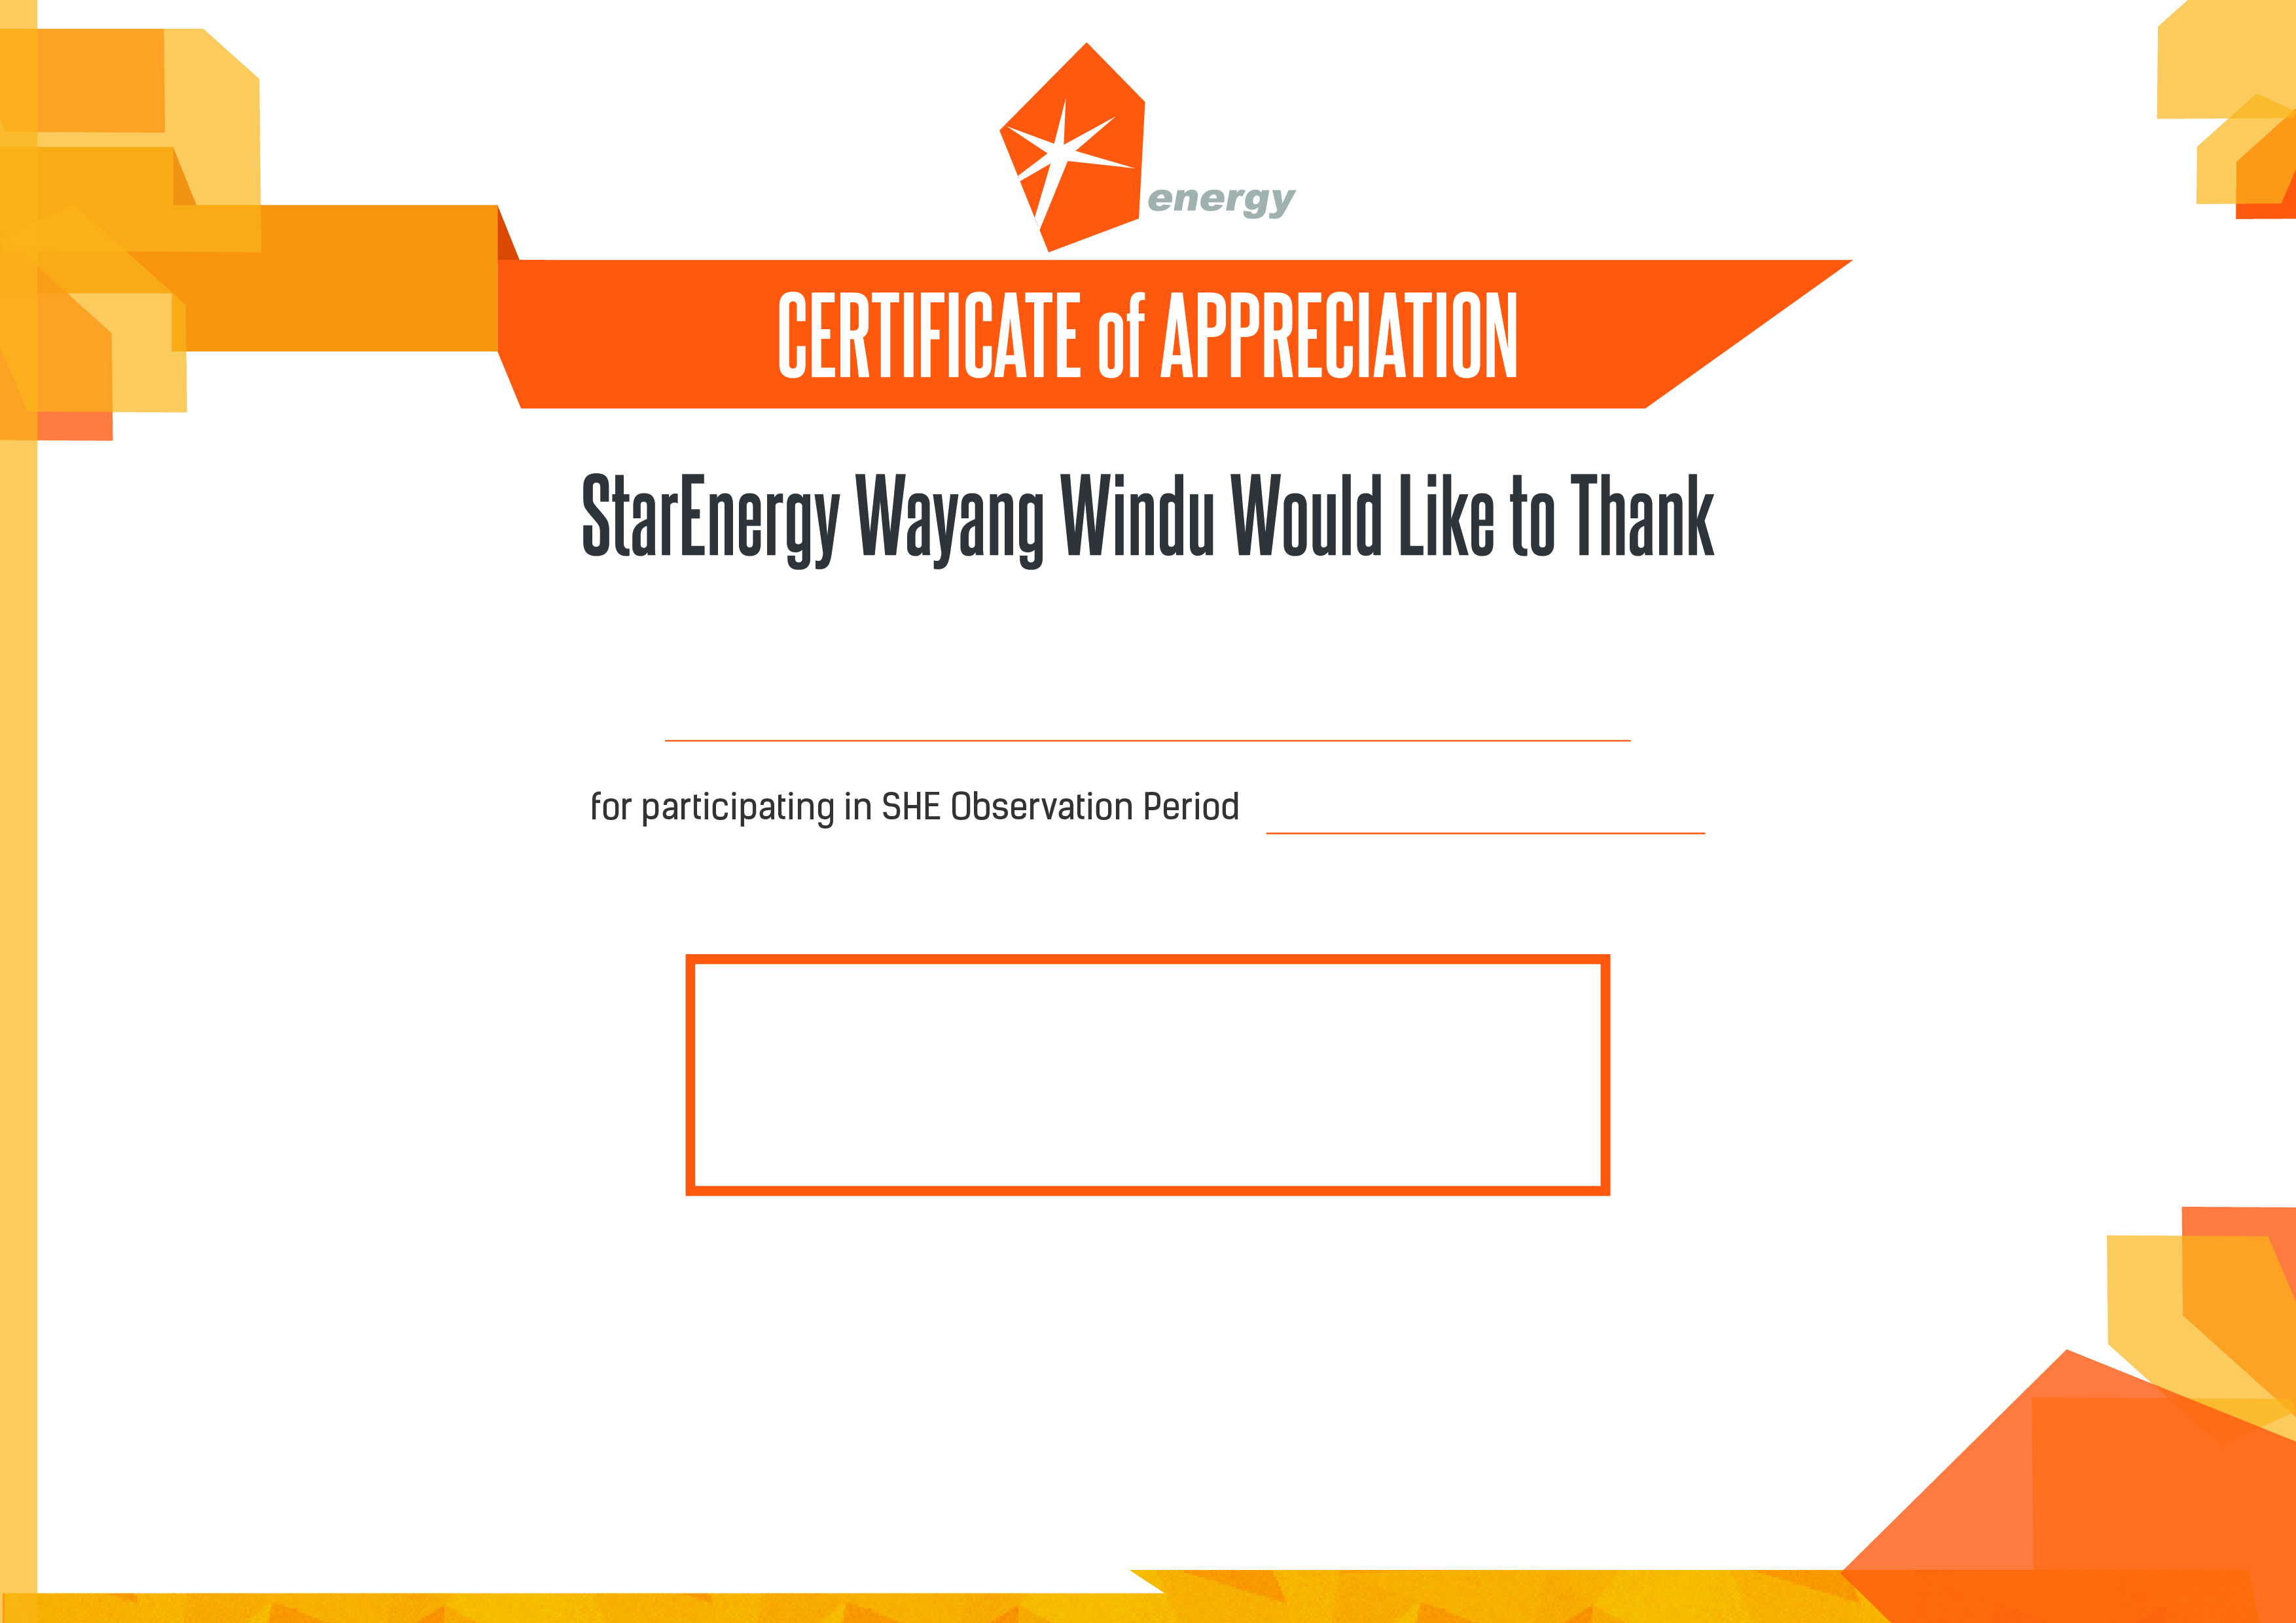 energy
CERTIFICATE of APPRECIATION
StarEnergy Wayang Windu Would Like to Thank
for participating in SHE Observation Period